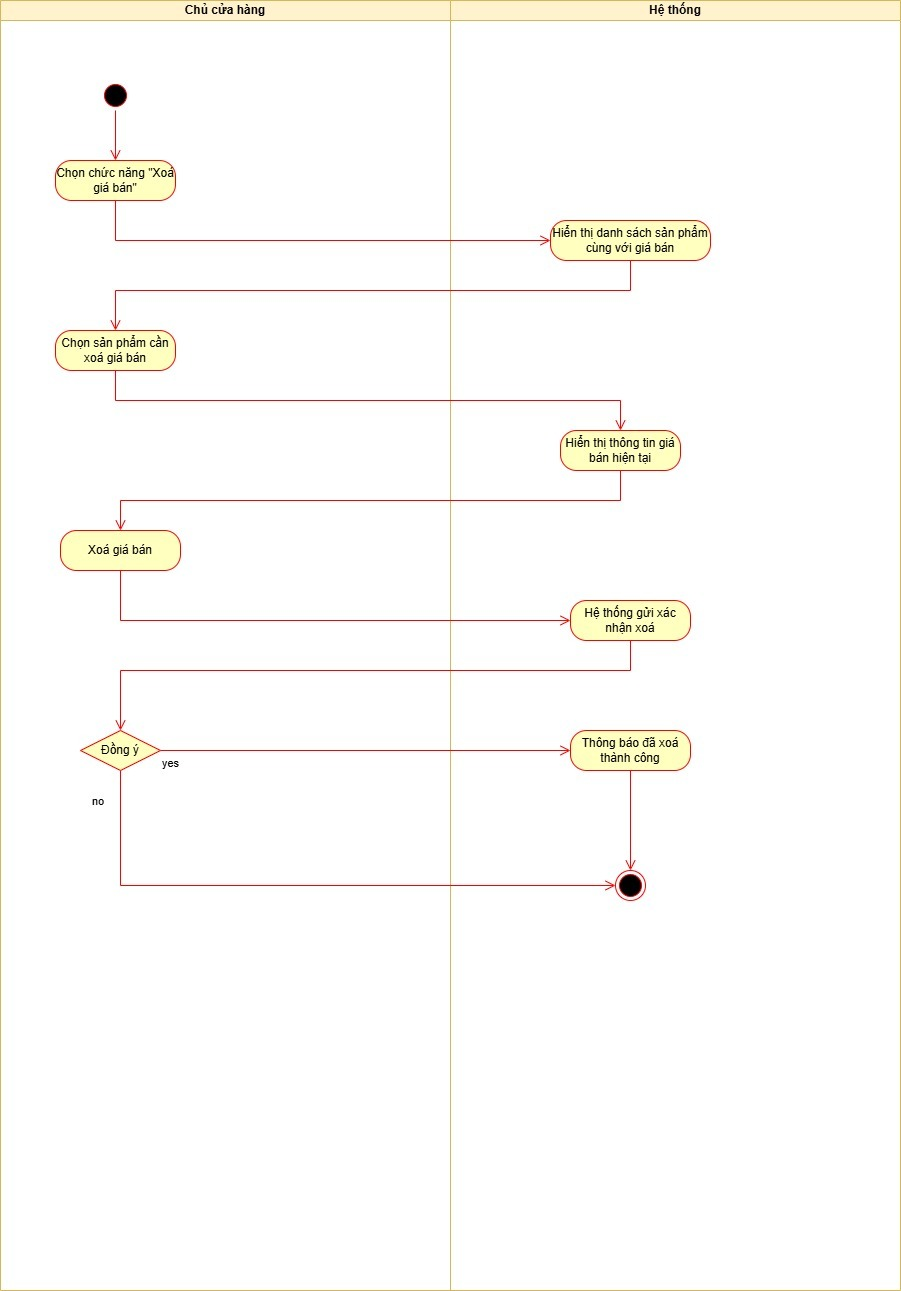 Chủ cửa hàng
Hệ thống
Chọn chức năng "Xoá
giá bán"
Hiển thị danh sách sản phẩm
cùng với giá bán
Chọn sản phẩm cần
xoá giá bán
Hiển thị thông tin giá
bán hiện tại
Xoá giá bán
Hệ thống gửi xác
nhận xoá
Đồng ý
yes
Thông báo đã xoá
thành công
no